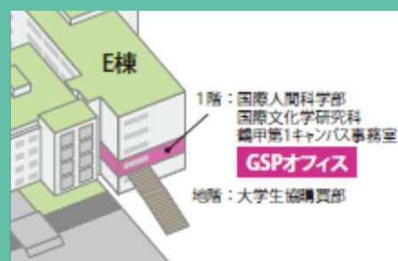 E棟
1階：国際人間科学部
国際文化学研究科
鶴甲第1キャンパス事務室
GSPオフィス
地階：大学生協購買部